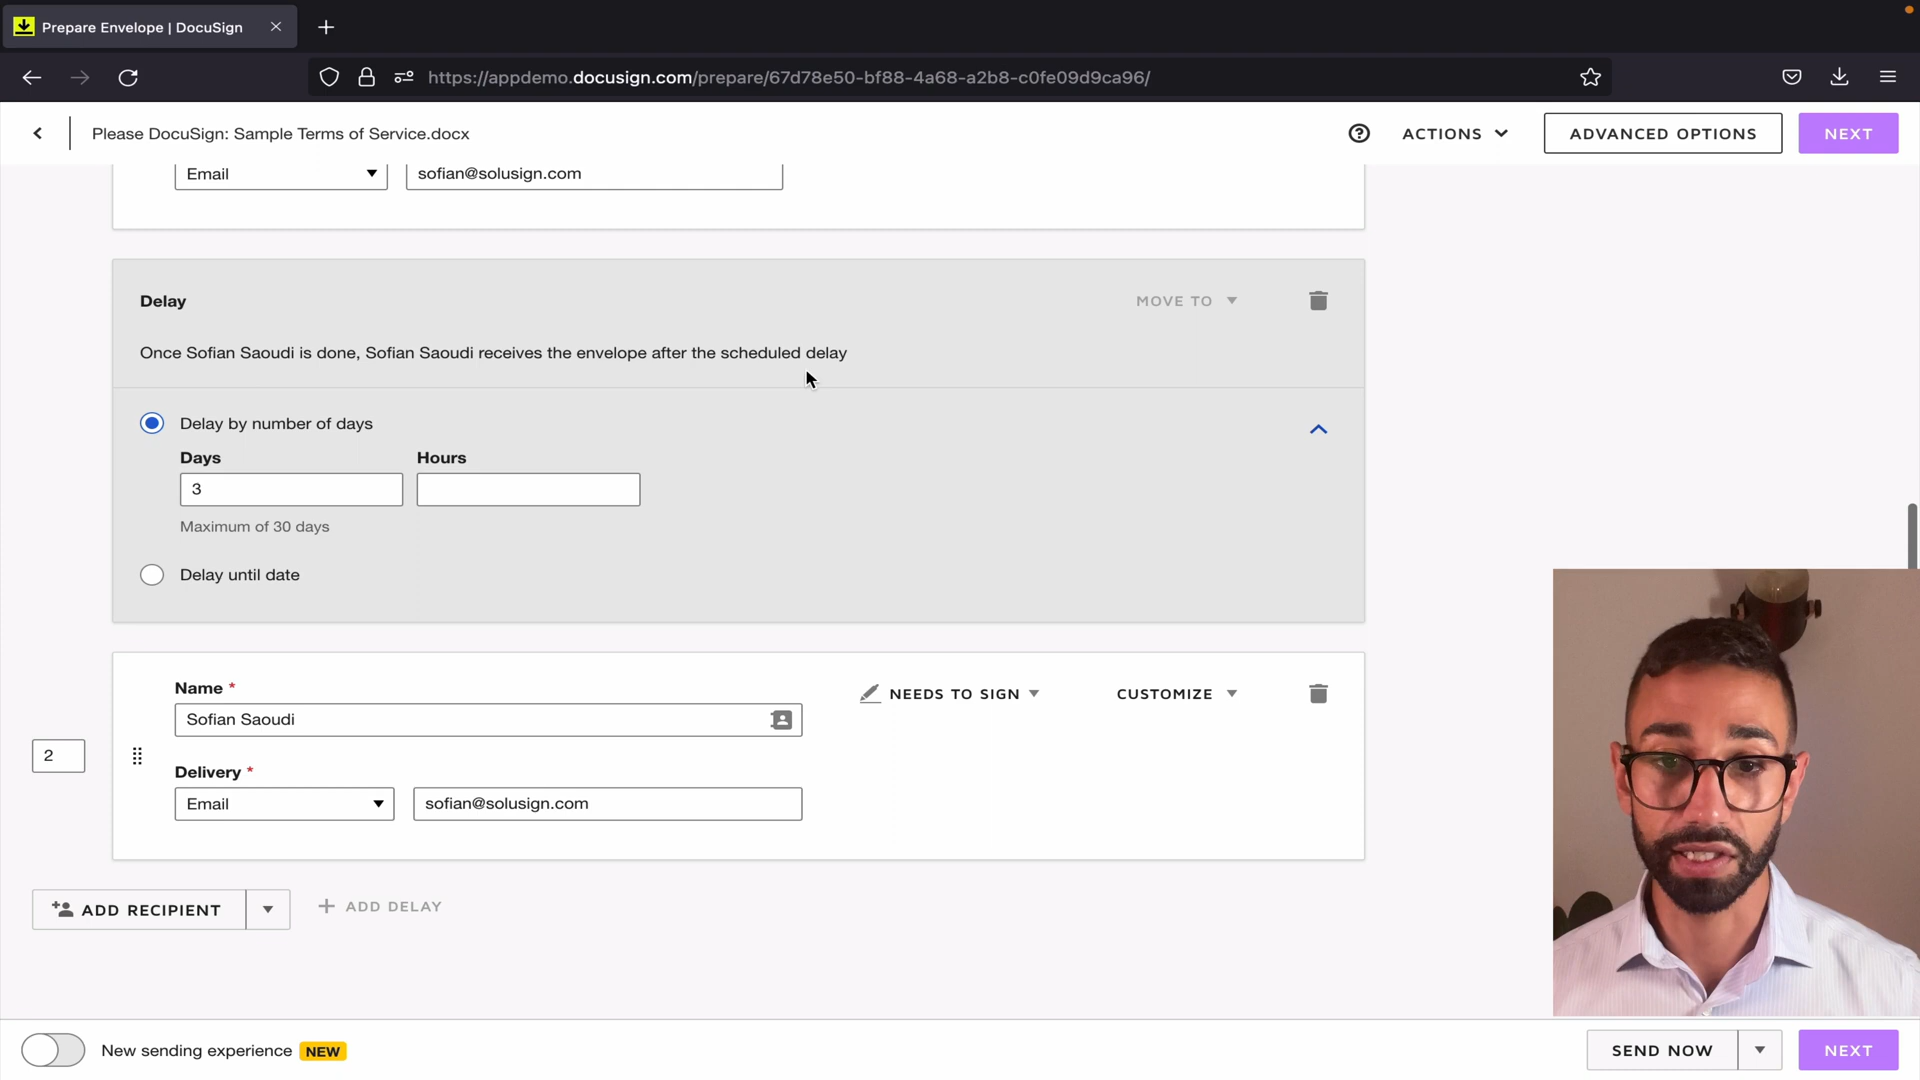 Prepare Envelope | DocuSign
https://appdemo.docusign.com/prepare/67d78e50-bf88-4a68-a2b8-c0fe09d9ca96/
Please DocuSign: Sample Terms of Service.docx
ACTIONS
ADVANCED OPTIONS
NEXT
Email
sofian@solusign.com
Delay
MOVE TO
Once Sofian Saoudi is done, Sofian Saoudi receives the envelope after the scheduled delay
Delay by number of days
Days
Hours
3
Maximum of 30 days
Delay until date
Name *
NEEDS TO SIGN
CUSTOMIZE
Sofian Saoudi
2
Delivery *
Email
sofian@solusign.com
ADD RECIPIENT
+ ADD DELAY
New sending experience NEW
SEND NOW
NEXT